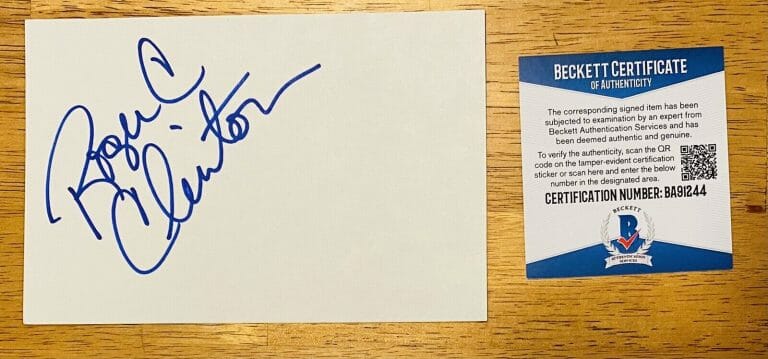 Roger C
Clinton
BECKETT CERTIFICATE
OF AUTHENTICITY
The corresponding signed item has been
subjected to examination by an expert from
Beckett Authentication Services and has
been deemed authentic and genuine.
To verify the authenticity, scan the QR
code on the tamper-evident certification
sticker or scan here and enter the below
number in the designated area.
CERTIFICATION NUMBER: BA91244
BECKETT
B
AUTHENTICATION
SERVICES